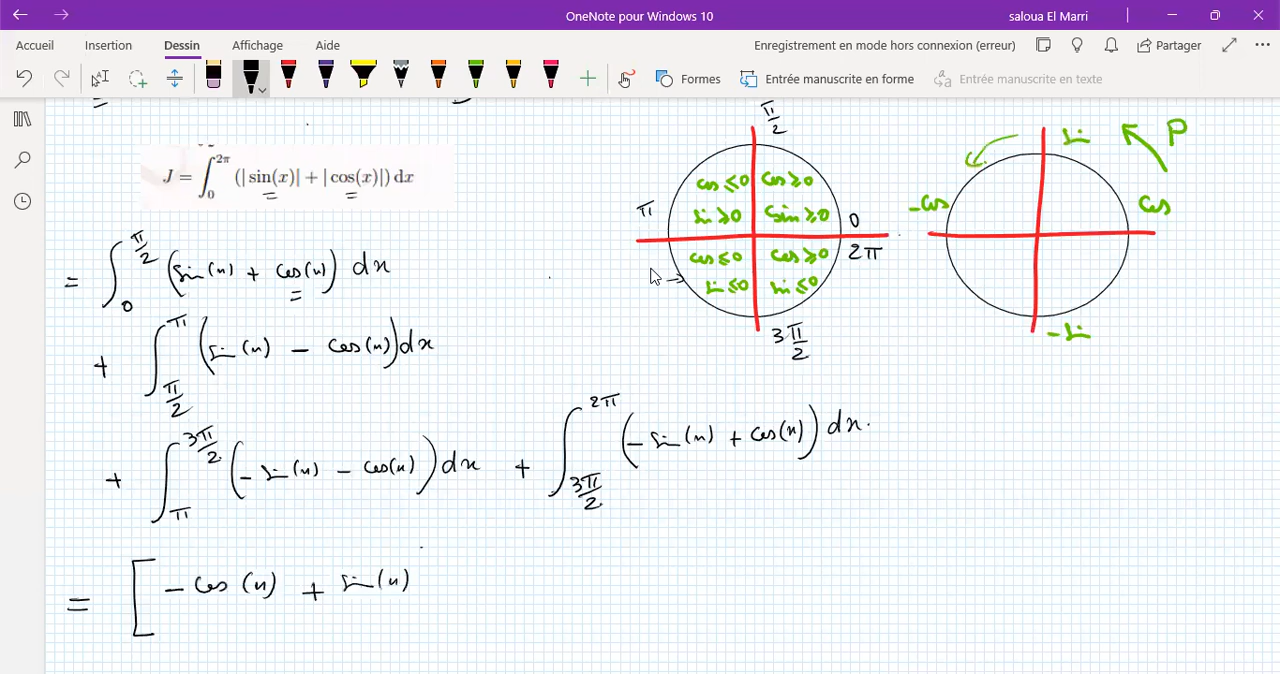 OneNote pour Windows 10
saloua El Marri
Accueil Insertion Dessin Affichage Aide
Enregistrement en mode hors connexion (erreur)
Partager
Formes
Entrée manuscrite en forme
Entrée manuscrite en texte
J = ∫_0^{2π} (|sin(x)| + |cos(x)|) dx
= ∫_0^{π/2} (sin(x) + cos(x)) dx
+ ∫_{π/2}^{π} (sin(x) - cos(x)) dx
+ ∫_π^{3π/2} (-sin(x) - cos(x)) dx + ∫_{3π/2}^{2π} (-sin(x) + cos(x)) dx.
= [ -cos(x) + sin(x)
π/2
cos ≤ 0 cos ≥ 0
sin ≥ 0 sin ≥ 0
π 0
2π
cos ≤ 0 cos ≥ 0
sin ≤ 0 sin ≤ 0
3π/2
sin
P
-cos cos
-sin